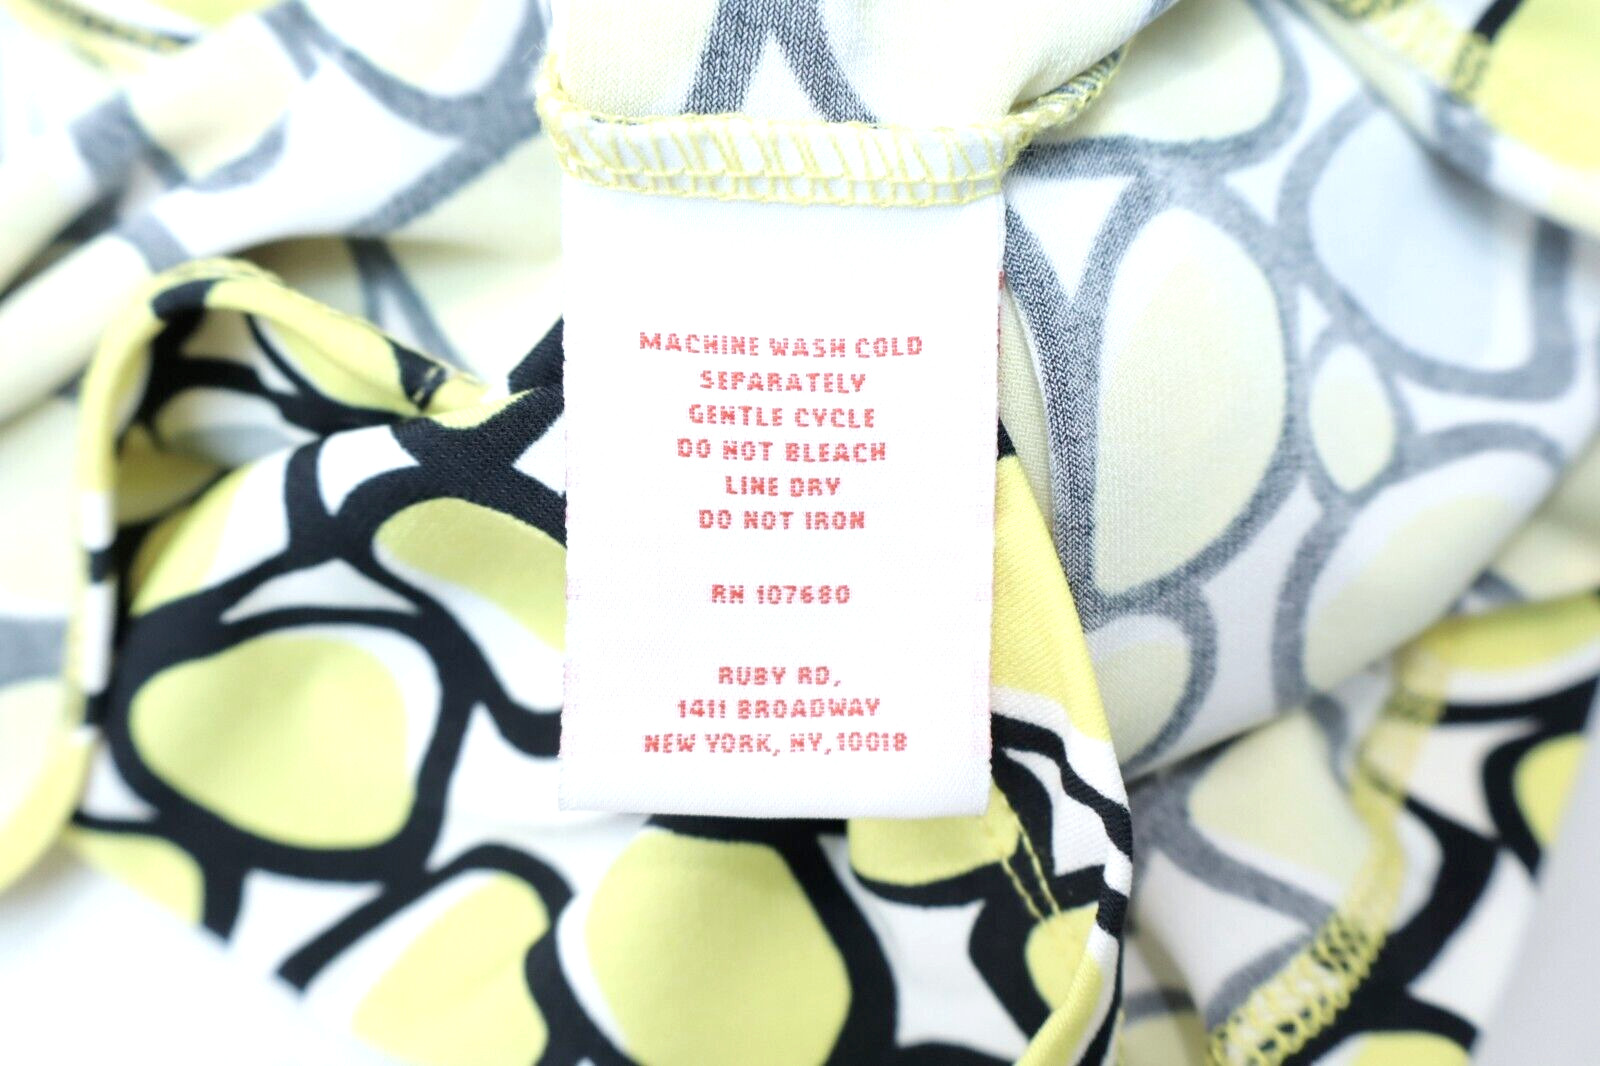 MACHINE WASH COLD
SEPARATELY
GENTLE CYCLE
DO NOT BLEACH
LINE DRY
DO NOT IRON
RN 107680
RUBY RD,
1411 BROADWAY
NEW YORK, NY, 10018